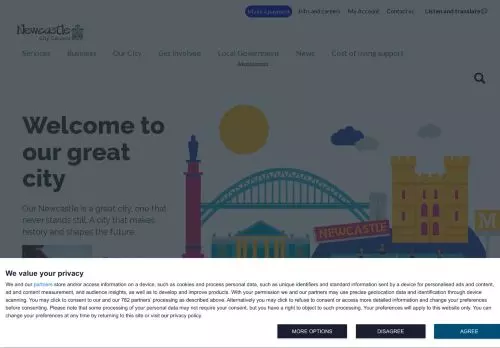 Make a payment Jobs and careers My Account Contact us Listen and translate
Newcastle
City Council
Services Business Our City Get Involved Local Government News Cost of living support
Welcome to
our great
city
Our Newcastle is a great city, one that
never stands still. A city that makes
history and shapes the future.
NEWCASTLE
M
We value your privacy
We and our partners store and/or access information on a device, such as cookies and process personal data, such as unique identifiers and standard information sent by a device for personalised ads and content,
ad and content measurement, and audience insights, as well as to develop and improve products. With your permission we and our partners may use precise geolocation data and identification through device
scanning. You may click to consent to our and our 782 partners' processing as described above. Alternatively you may click to refuse to consent or access more detailed information and change your preferences
before consenting. Please note that some processing of your personal data may not require your consent, but you have a right to object to such processing. Your preferences will apply to this website only. You can
change your preferences at any time by returning to this site or visit our privacy policy.
MORE OPTIONS DISAGREE AGREE